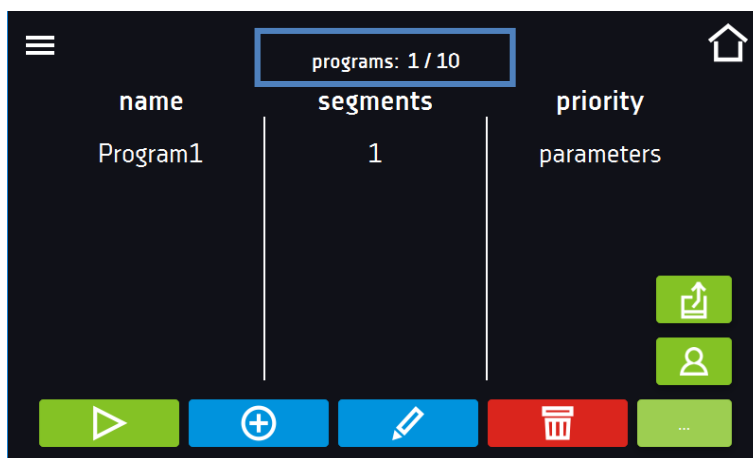 programs: 1 / 10
name segments priority
Program1 1 parameters
...